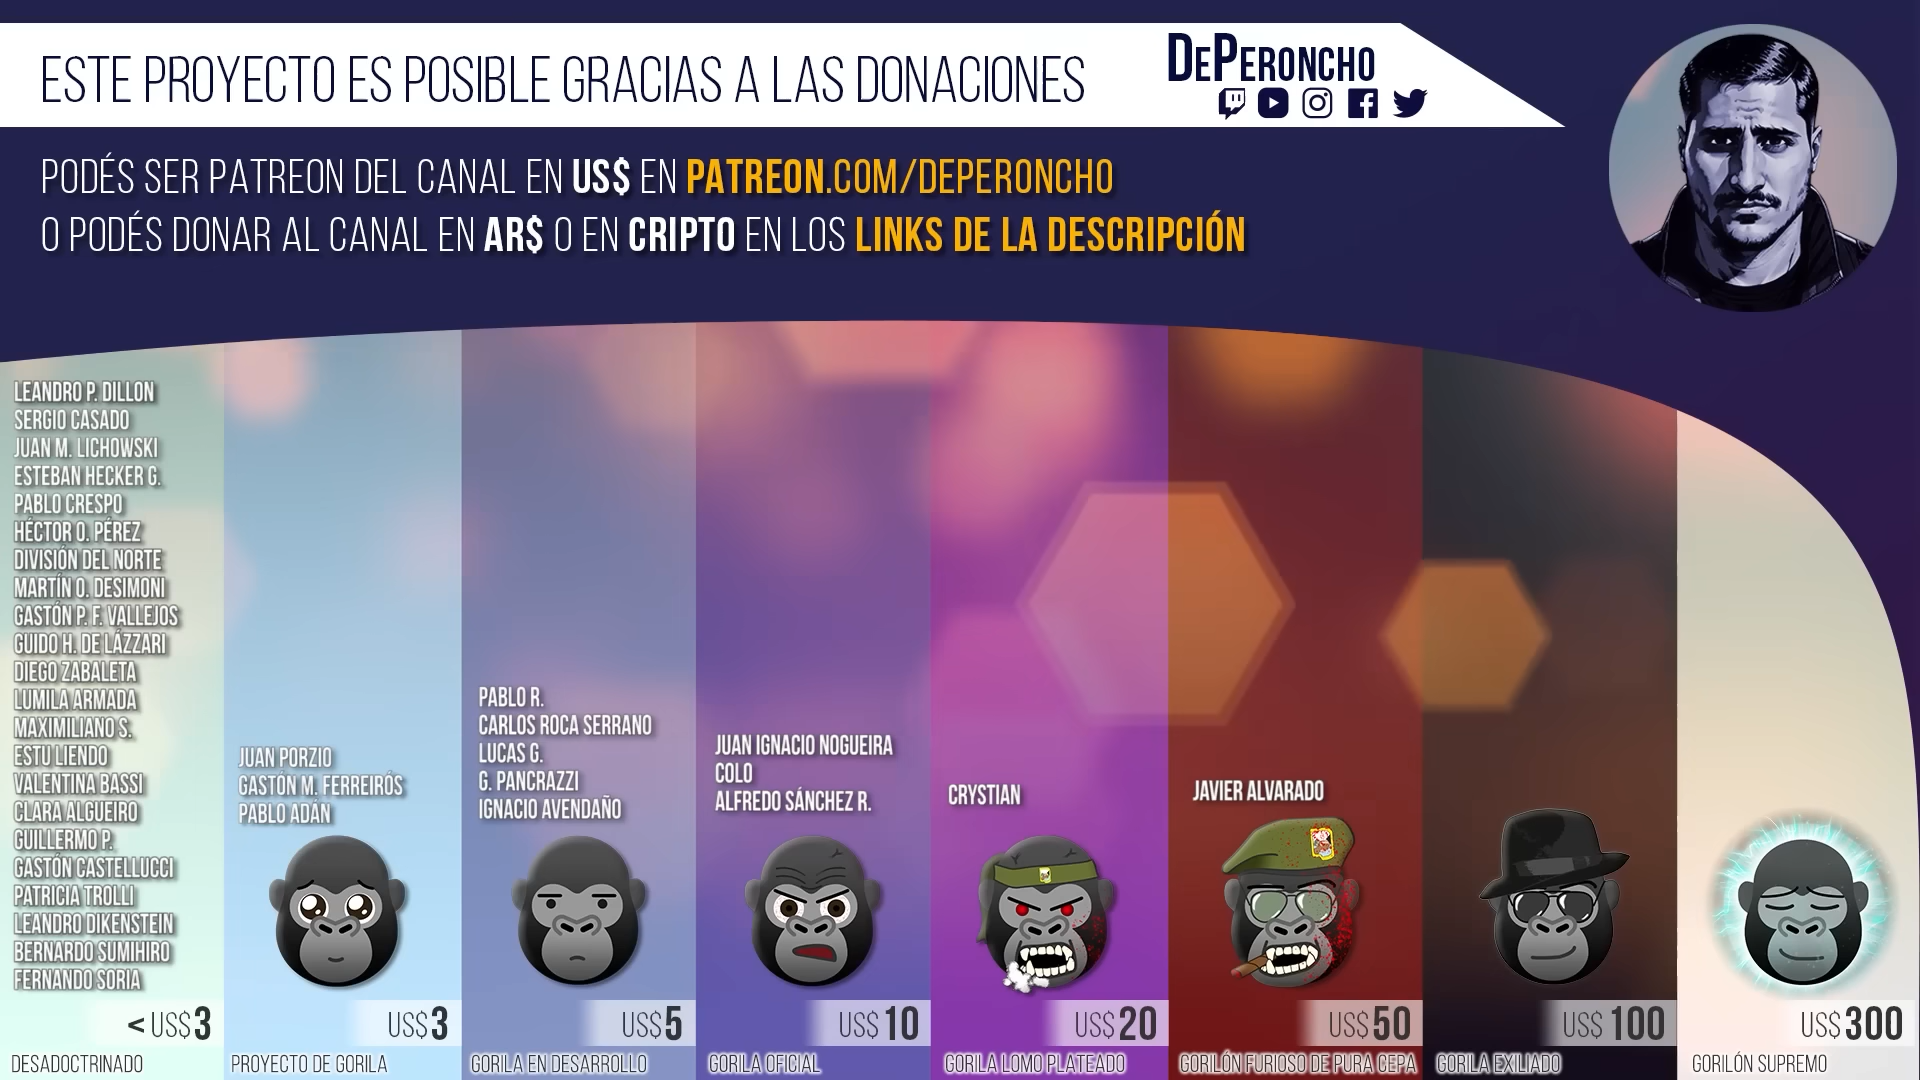 ESTE PROYECTO ES POSIBLE GRACIAS A LAS DONACIONES
DEPERONCHO
PODÉS SER PATREON DEL CANAL EN US$ EN PATREON.COM/DEPERONCHO
O PODÉS DONAR AL CANAL EN AR$ O EN CRIPTO EN LOS LINKS DE LA DESCRIPCIÓN
LEANDRO P. DILLON
SERGIO CASADO
JUAN M. LICHOWSKI
ESTEBAN HECKER G.
PABLO CRESPO
HÉCTOR O. PÉREZ
DIVISIÓN DEL NORTE
MARTÍN O. DESIMONI
GASTÓN P. F. VALLEJOS
GUIDO H. DE LÁZZARI
DIEGO ZABALETA
LUMILA ARMADA
MAXIMILIANO S.
ESTU LIENDO
VALENTINA BASSI
CLARA ALGUEIRO
GUILLERMO P.
GASTÓN CASTELLUCCI
PATRICIA TROLLI
LEANDRO DIKENSTEIN
BERNARDO SUMIHIRO
FERNANDO SORIA
< US$3
DESADOCTRINADO
JUAN PORZIO
GASTÓN M. FERREIRÓS
PABLO ADÁN
US$3
PROYECTO DE GORILA
PABLO R.
CARLOS ROCA SERRANO
LUCAS G.
G. PANCRAZZI
IGNACIO AVENDAÑO
US$5
GORILA EN DESARROLLO
JUAN IGNACIO NOGUEIRA
COLO
ALFREDO SÁNCHEZ R.
US$10
GORILA OFICIAL
CRYSTIAN
US$20
GORILA LOMO PLATEADO
JAVIER ALVARADO
US$50
GORILÓN FURIOSO DE PURA CEPA
US$100
GORILA EXILIADO
US$300
GORILÓN SUPREMO